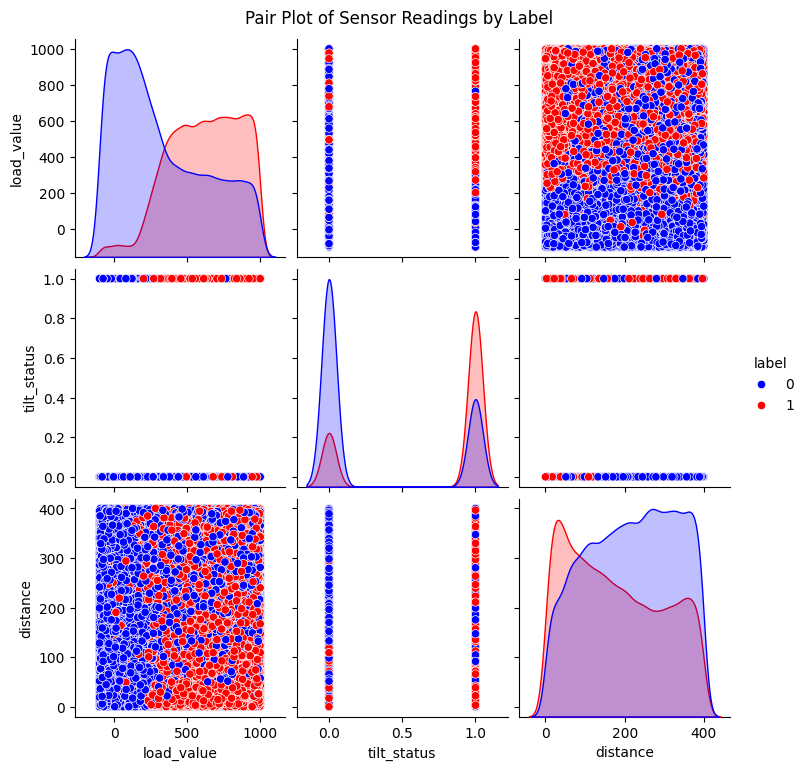 Pair Plot of Sensor Readings by Label
load_value
1000
800
600
400
200
0
tilt_status
1.0
0.8
0.6
0.4
0.2
0.0
label
0
1
distance
400
300
200
100
0
0 500 1000
load_value
0.0 0.5 1.0
tilt_status
0 200 400
distance